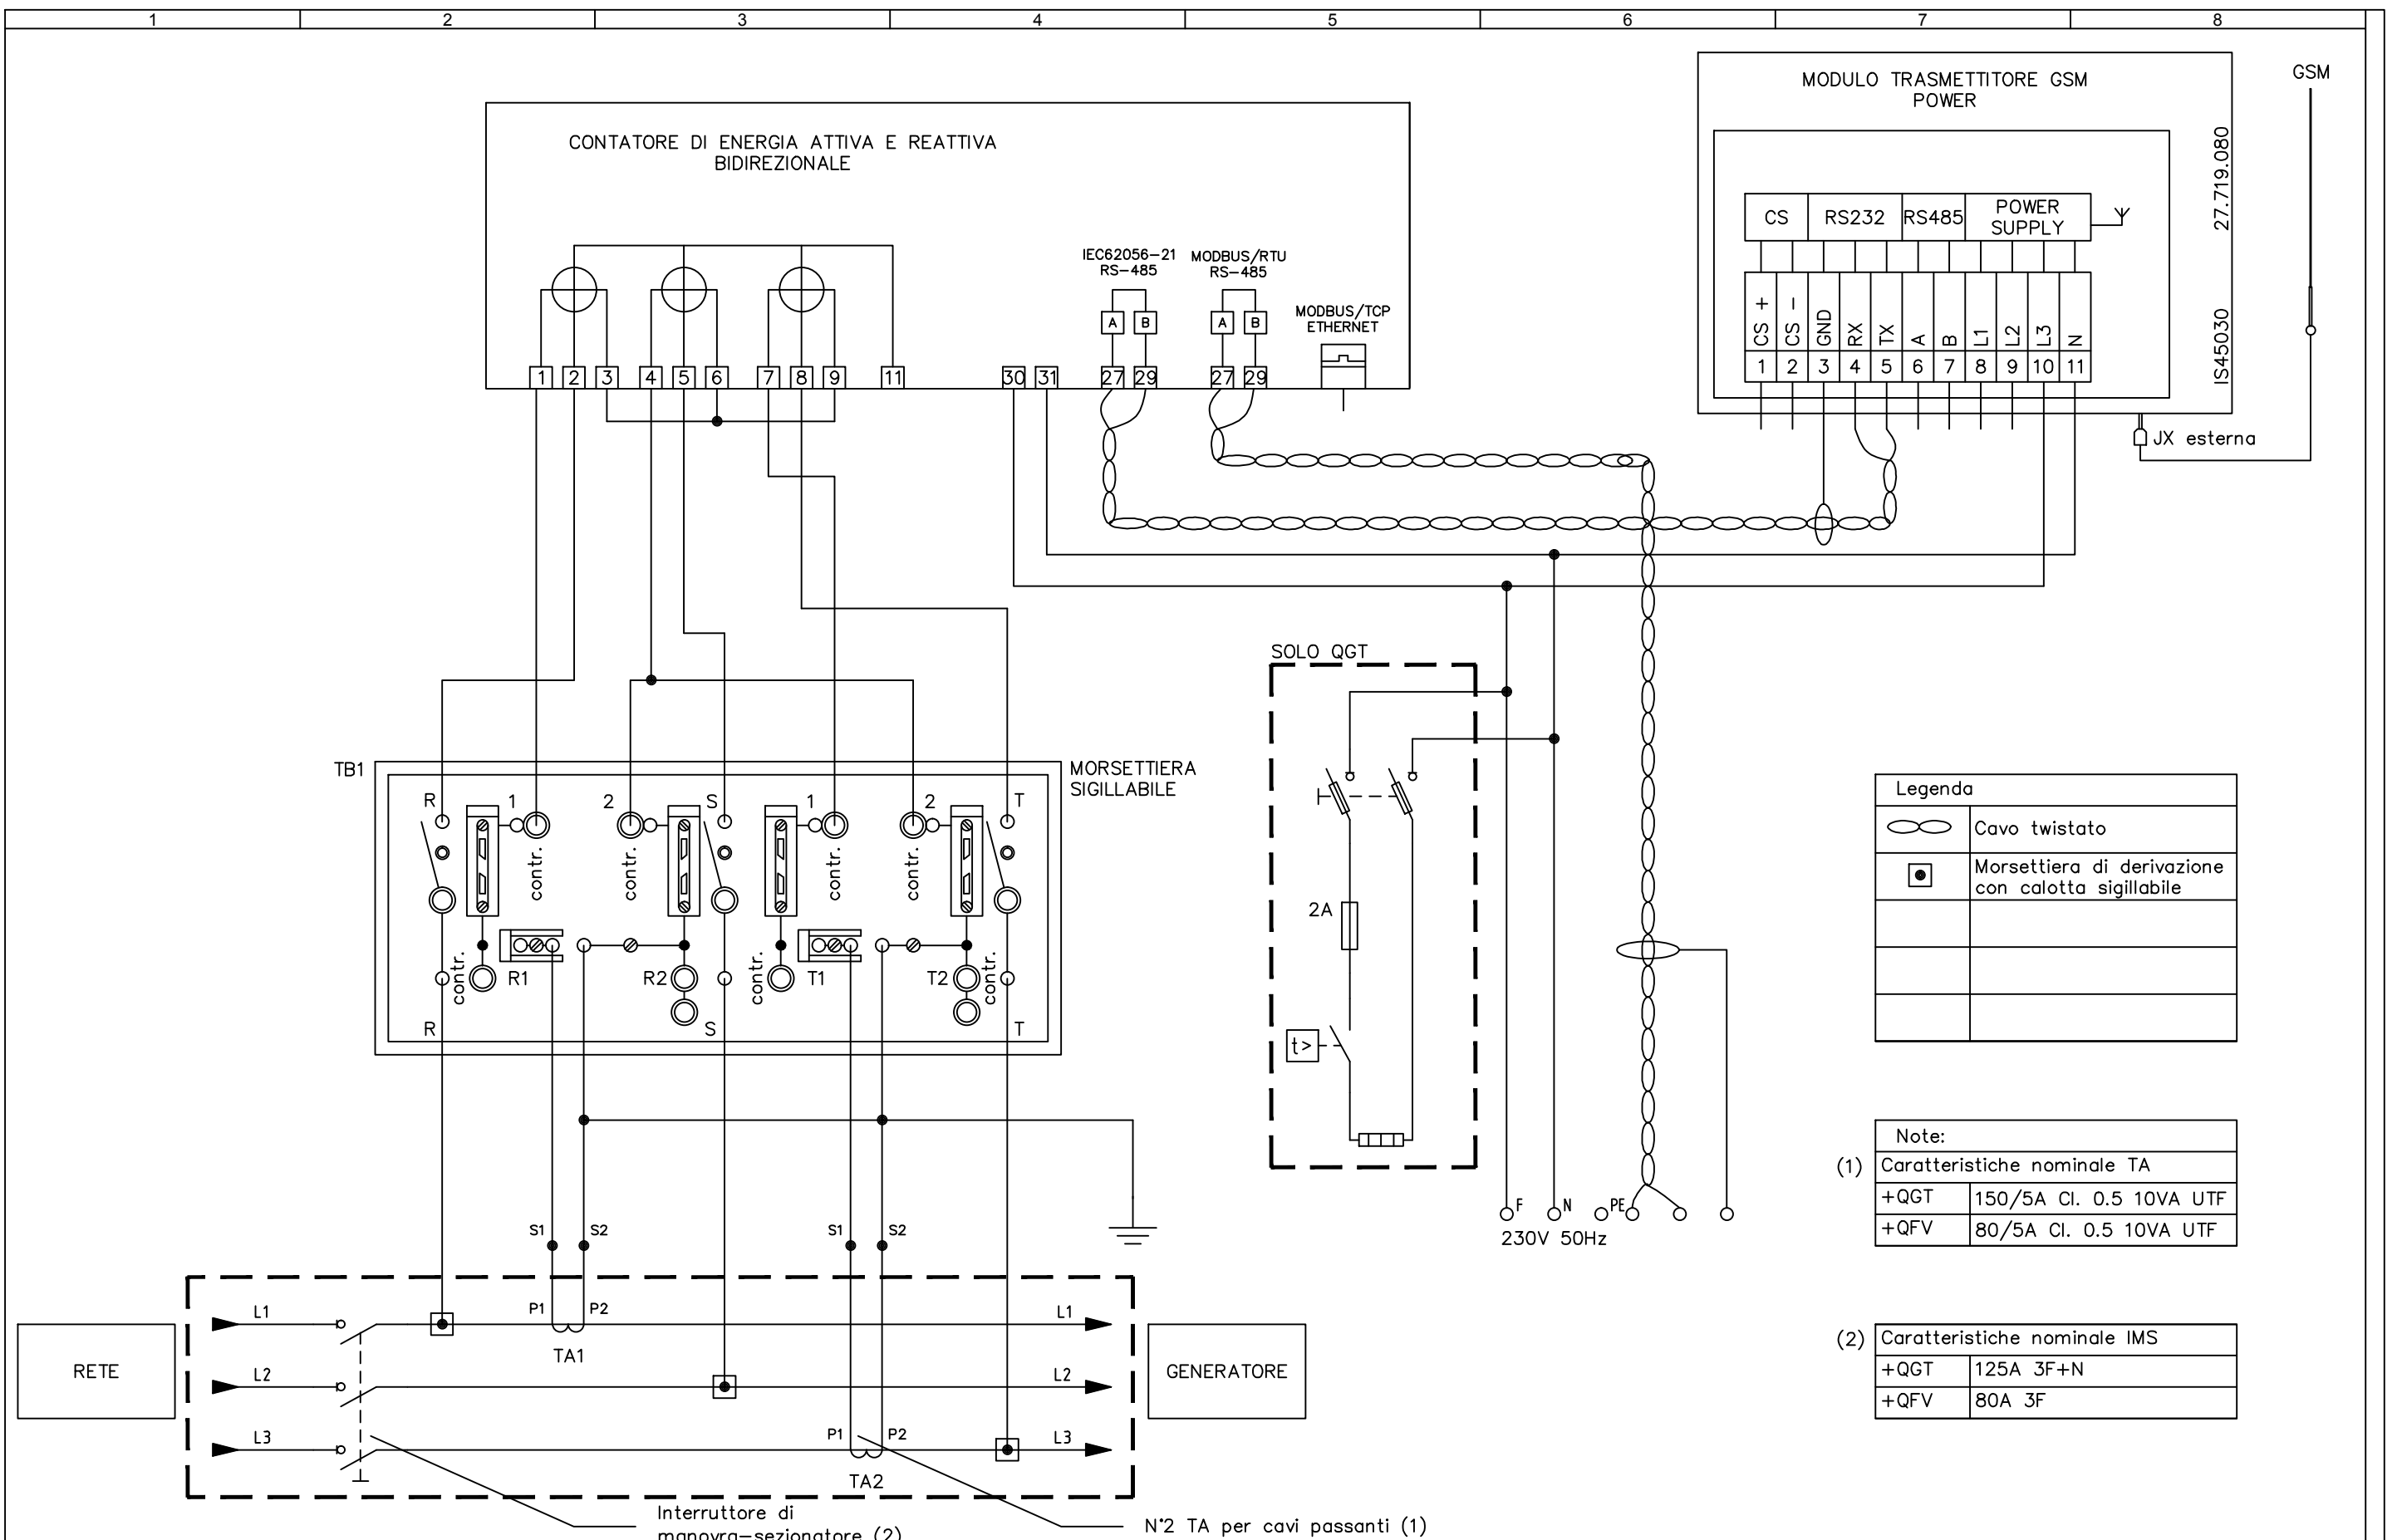 1 2 3 4 5 6 7 8
MODULO TRASMETTITORE GSM
POWER
GSM
27.719.080
IS45030
CONTATORE DI ENERGIA ATTIVA E REATTIVA
BIDIREZIONALE
CS RS232 RS485 POWER
SUPPLY
IEC62056-21
RS-485
MODBUS/RTU
RS-485
MODBUS/TCP
ETHERNET
A B A B
CS + CS - GND RX TX A B L1 L2 L3 N
1 2 3 4 5 6 7 8 9 10 11
1 2 3 4 5 6 7 8 9 11 30 31 27 29 27 29
JX esterna
SOLO QGT
TB1
MORSETTIERA
SIGILLABILE
R 1 2 S 1 2 T
contr. contr. contr. contr.
contr. R1 R2 contr. T1 T2 contr.
R S T
2A
t>
Legenda
Cavo twistato
Morsettiera di derivazione
con calotta sigillabile
Note:
(1) Caratteristiche nominale TA
+QGT 150/5A Cl. 0.5 10VA UTF
+QFV 80/5A Cl. 0.5 10VA UTF
F N PE
230V 50Hz
S1 S2 S1 S2
L1 P1 P2 L1
TA1
RETE
L2 L2
GENERATORE
L3 P1 P2 L3
TA2
(2) Caratteristiche nominale IMS
+QGT 125A 3F+N
+QFV 80A 3F
Interruttore di
manovra-sezionatore (2)
N°2 TA per cavi passanti (1)